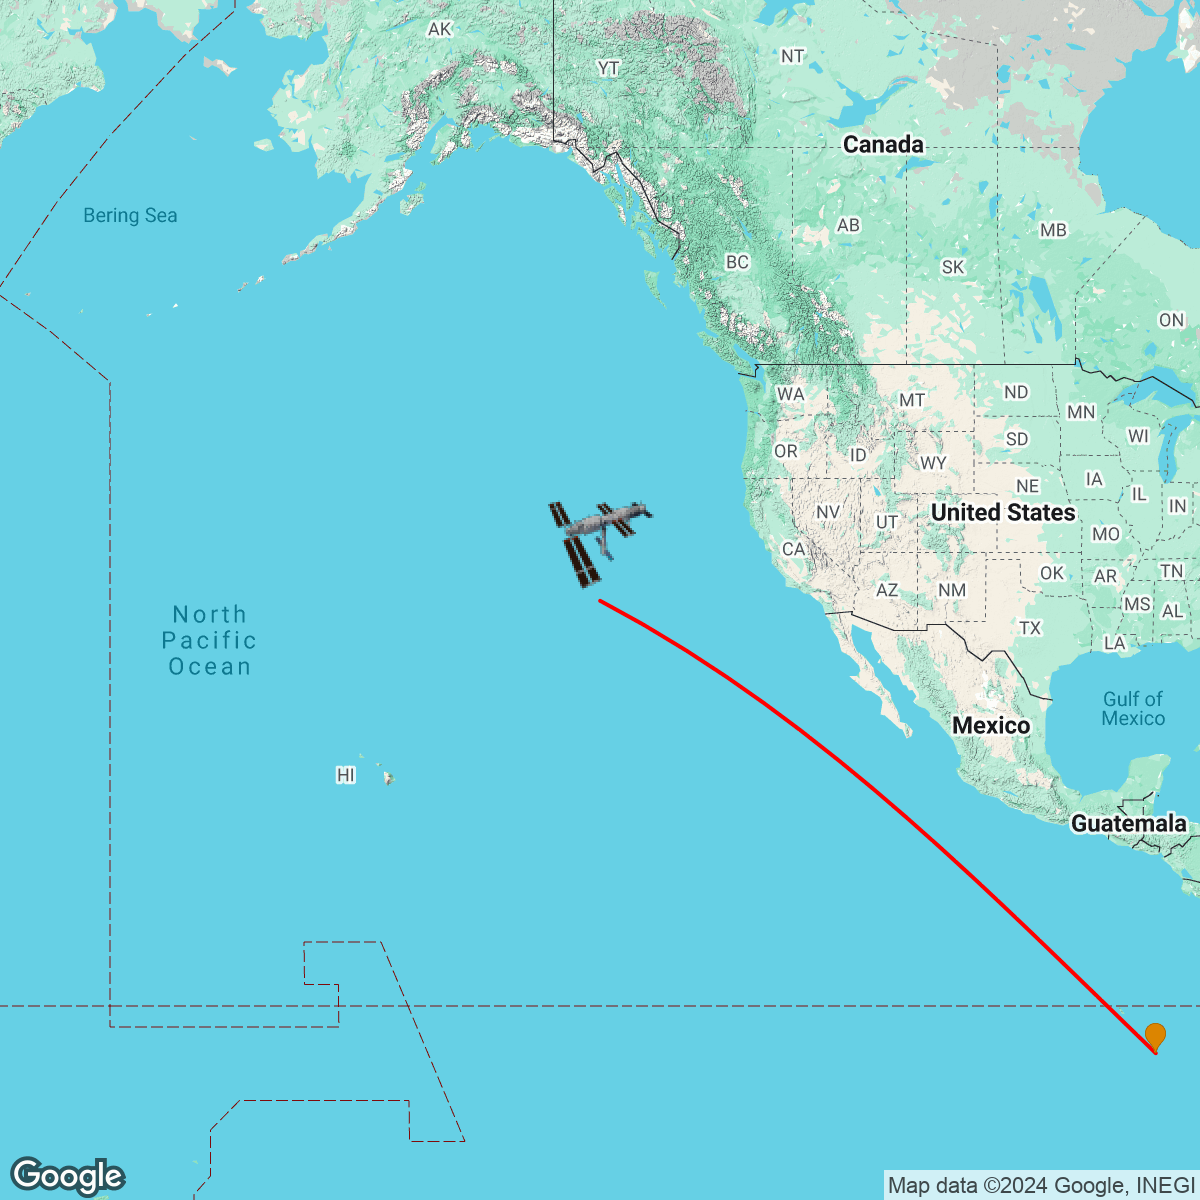 AK
YT
NT
Canada
Bering Sea
BC
AB
SK
MB
ON
WA
MT
ND
MN
OR
ID
WY
SD
WI
NE
IA
IL
IN
NV
UT
United States
MO
CA
AZ
NM
OK
AR
TN
MS
AL
TX
LA
North
Pacific
Ocean
Gulf of
Mexico
Mexico
HI
Guatemala
Google
Map data ©2024 Google, INEGI